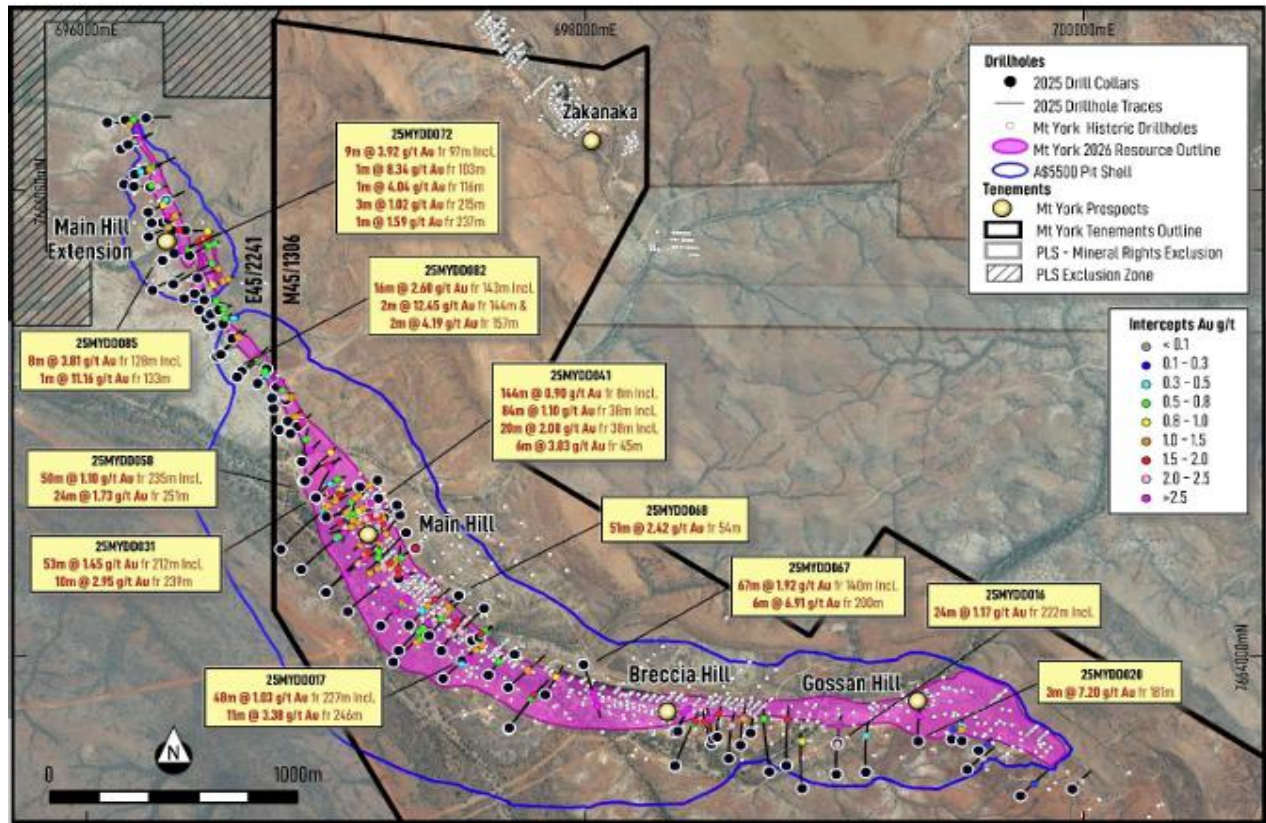 696000mE
698000mE
700000mE
7666000mN
7664000mN
Zakanaka
Main Hill
Extension
E45/2241
M45/1306
Main Hill
Breccia Hill
Gossan Hill
25MYDD072
9m @ 3.92 g/t Au fr 97m Incl.
1m @ 8.34 g/t Au fr 103m
1m @ 4.04 g/t Au fr 116m
3m @ 1.02 g/t Au fr 215m
1m @ 1.59 g/t Au fr 237m
25MYDD082
16m @ 2.60 g/t Au fr 143m Incl.
2m @ 12.45 g/t Au fr 144m &
2m @ 4.19 g/t Au fr 157m
25MYDD085
8m @ 3.81 g/t Au fr 128m Incl.
1m @ 11.16 g/t Au fr 133m
25MYDD041
144m @ 0.90 g/t Au fr 8m Incl.
84m @ 1.10 g/t Au fr 38m Incl.
20m @ 2.08 g/t Au fr 38m Incl.
6m @ 3.03 g/t Au fr 45m
25MYDD058
50m @ 1.10 g/t Au fr 235m Incl.
24m @ 1.73 g/t Au fr 251m
25MYDD068
51m @ 2.42 g/t Au fr 54m
25MYDD031
53m @ 1.45 g/t Au fr 212m Incl.
10m @ 2.95 g/t Au fr 239m
25MYDD067
67m @ 1.92 g/t Au fr 140m Incl.
6m @ 6.91 g/t Au fr 200m
25MYDD016
24m @ 1.17 g/t Au fr 222m Incl.
25MYDD017
48m @ 1.03 g/t Au fr 227m Incl.
11m @ 3.38 g/t Au fr 246m
25MYDD020
3m @ 7.20 g/t Au fr 181m
N
0
1000m
Drillholes
2025 Drill Collars
2025 Drillhole Traces
Mt York Historic Drillholes
Mt York 2026 Resource Outline
A$5500 Pit Shell
Tenements
Mt York Prospects
Mt York Tenements Outline
PLS - Mineral Rights Exclusion
PLS Exclusion Zone
Intercepts Au g/t
< 0.1
0.1 - 0.3
0.3 - 0.5
0.5 - 0.8
0.8 - 1.0
1.0 - 1.5
1.5 - 2.0
2.0 - 2.5
>2.5